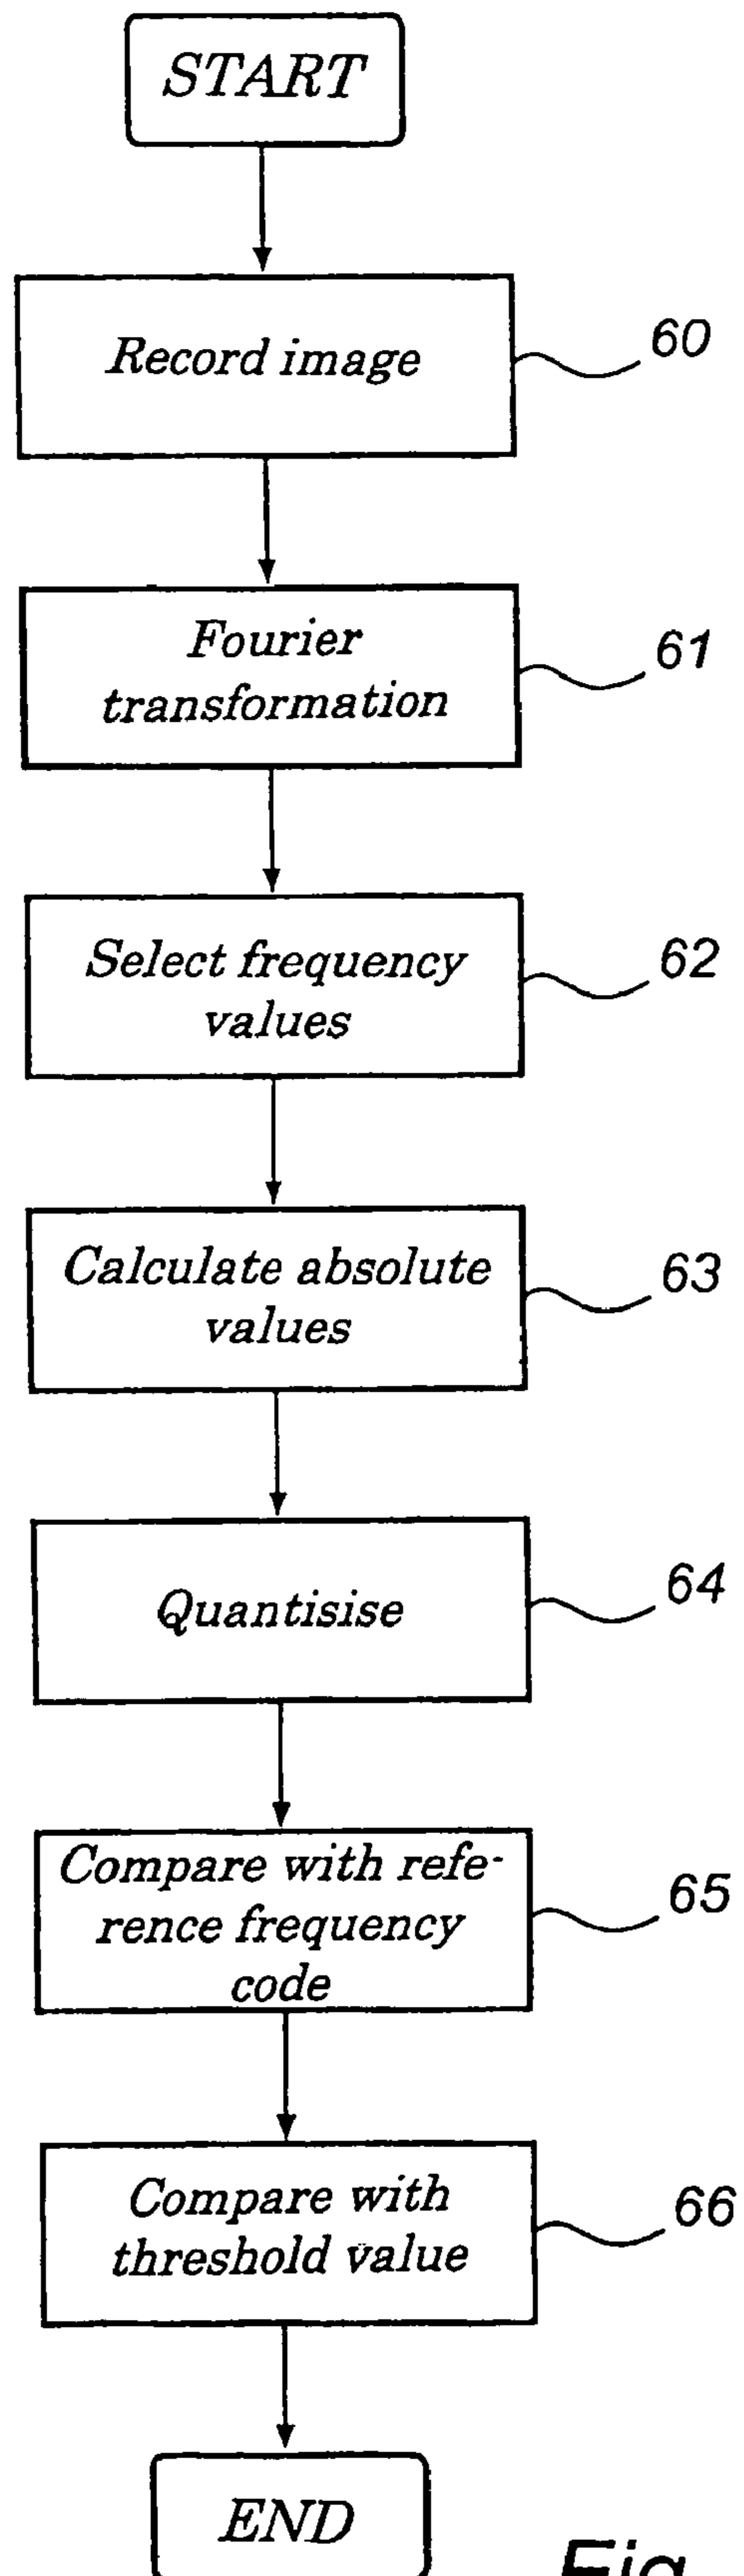 START
Record image
60
Fourier
transformation
61
Select frequency
values
62
Calculate absolute
values
63
Quantisise
64
Compare with refe-
rence frequency
code
65
Compare with
threshold value
66
END
Fig